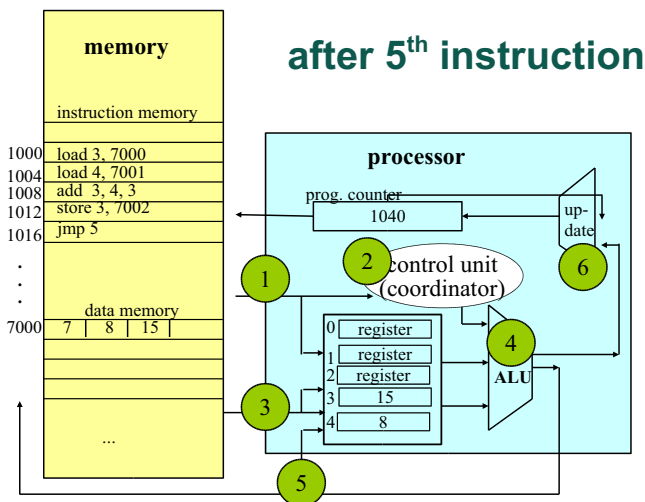 after 5th instruction
memory
instruction memory
1000 load 3, 7000
1004 load 4, 7001
1008 add 3, 4, 3
1012 store 3, 7002
1016 jmp 5
.
.
.
data memory
7000 7 8 15
...
processor
prog. counter
1040
up-
date
1
2
control unit
(coordinator)
6
0 register
1 register
2 register
3 15
4 8
4
ALU
3
5